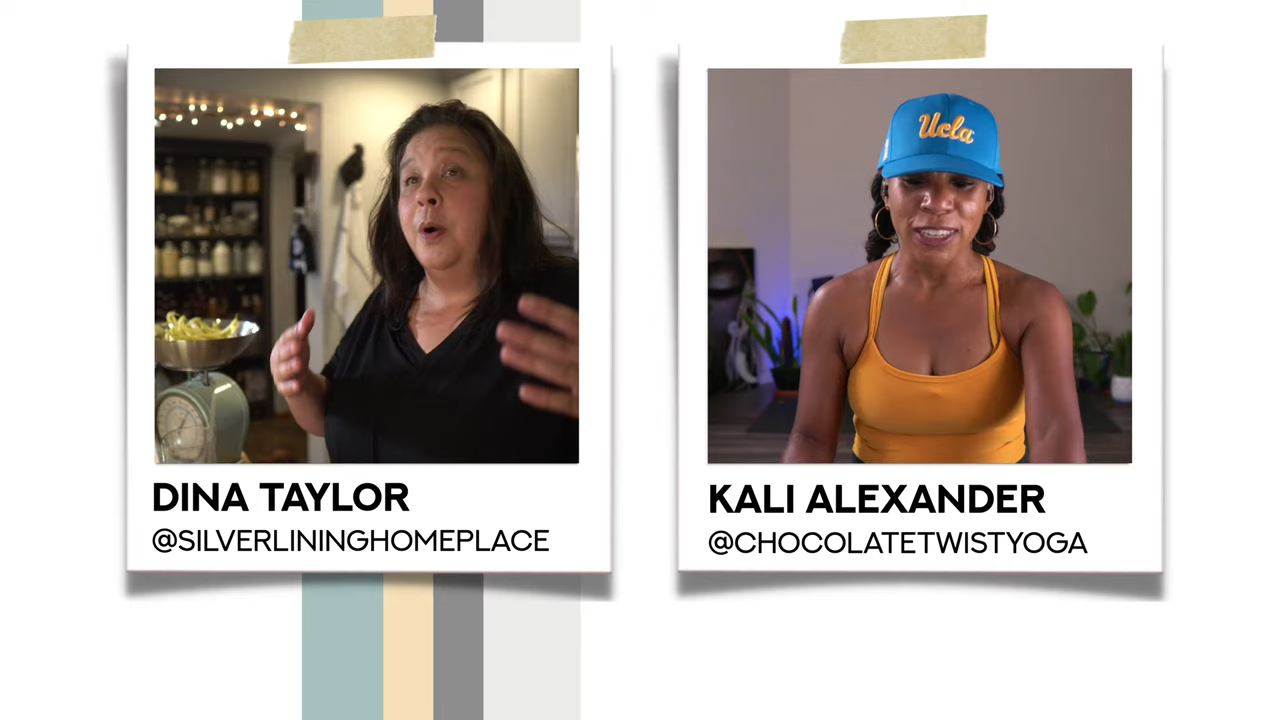 Ucla
DINA TAYLOR
@SILVERLININGHOMEPLACE
KALI ALEXANDER
@CHOCOLATETWISTYOGA